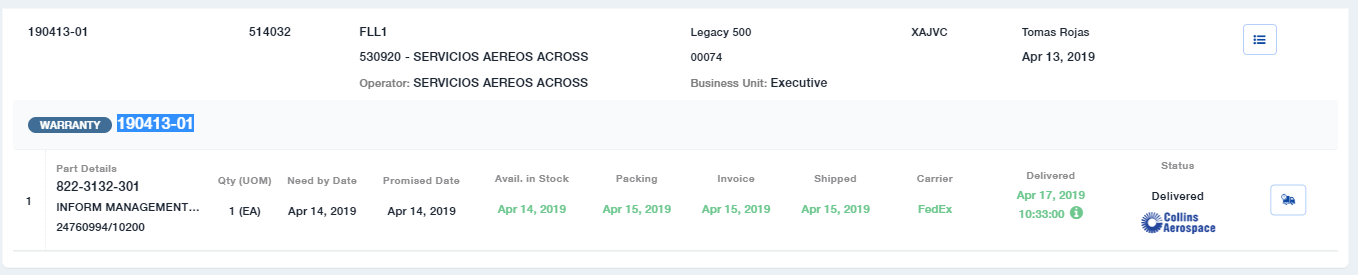 190413-01 514032 FLL1 Legacy 500 XAJVC Tomas Rojas
530920 - SERVICIOS AEREOS ACROSS 00074 Apr 13, 2019
Operator: SERVICIOS AEREOS ACROSS Business Unit: Executive
WARRANTY 190413-01
Part Details Qty (UOM) Need by Date Promised Date Avail. in Stock Packing Invoice Shipped Carrier Delivered Status
1 822-3132-301
INFORM MANAGEMENT... 1 (EA) Apr 14, 2019 Apr 14, 2019 Apr 14, 2019 Apr 15, 2019 Apr 15, 2019 Apr 15, 2019 FedEx Apr 17, 2019 Delivered
24760994/10200 10:33:00 Collins
Aerospace